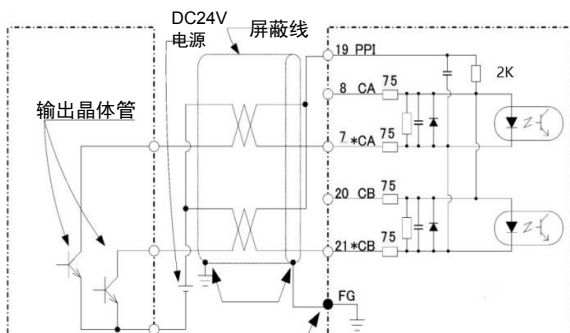 DC24V
电源
屏蔽线
19 PPI
2K
8 CA 75
输出晶体管
7 *CA 75
20 CB 75
21 *CB 75
FG